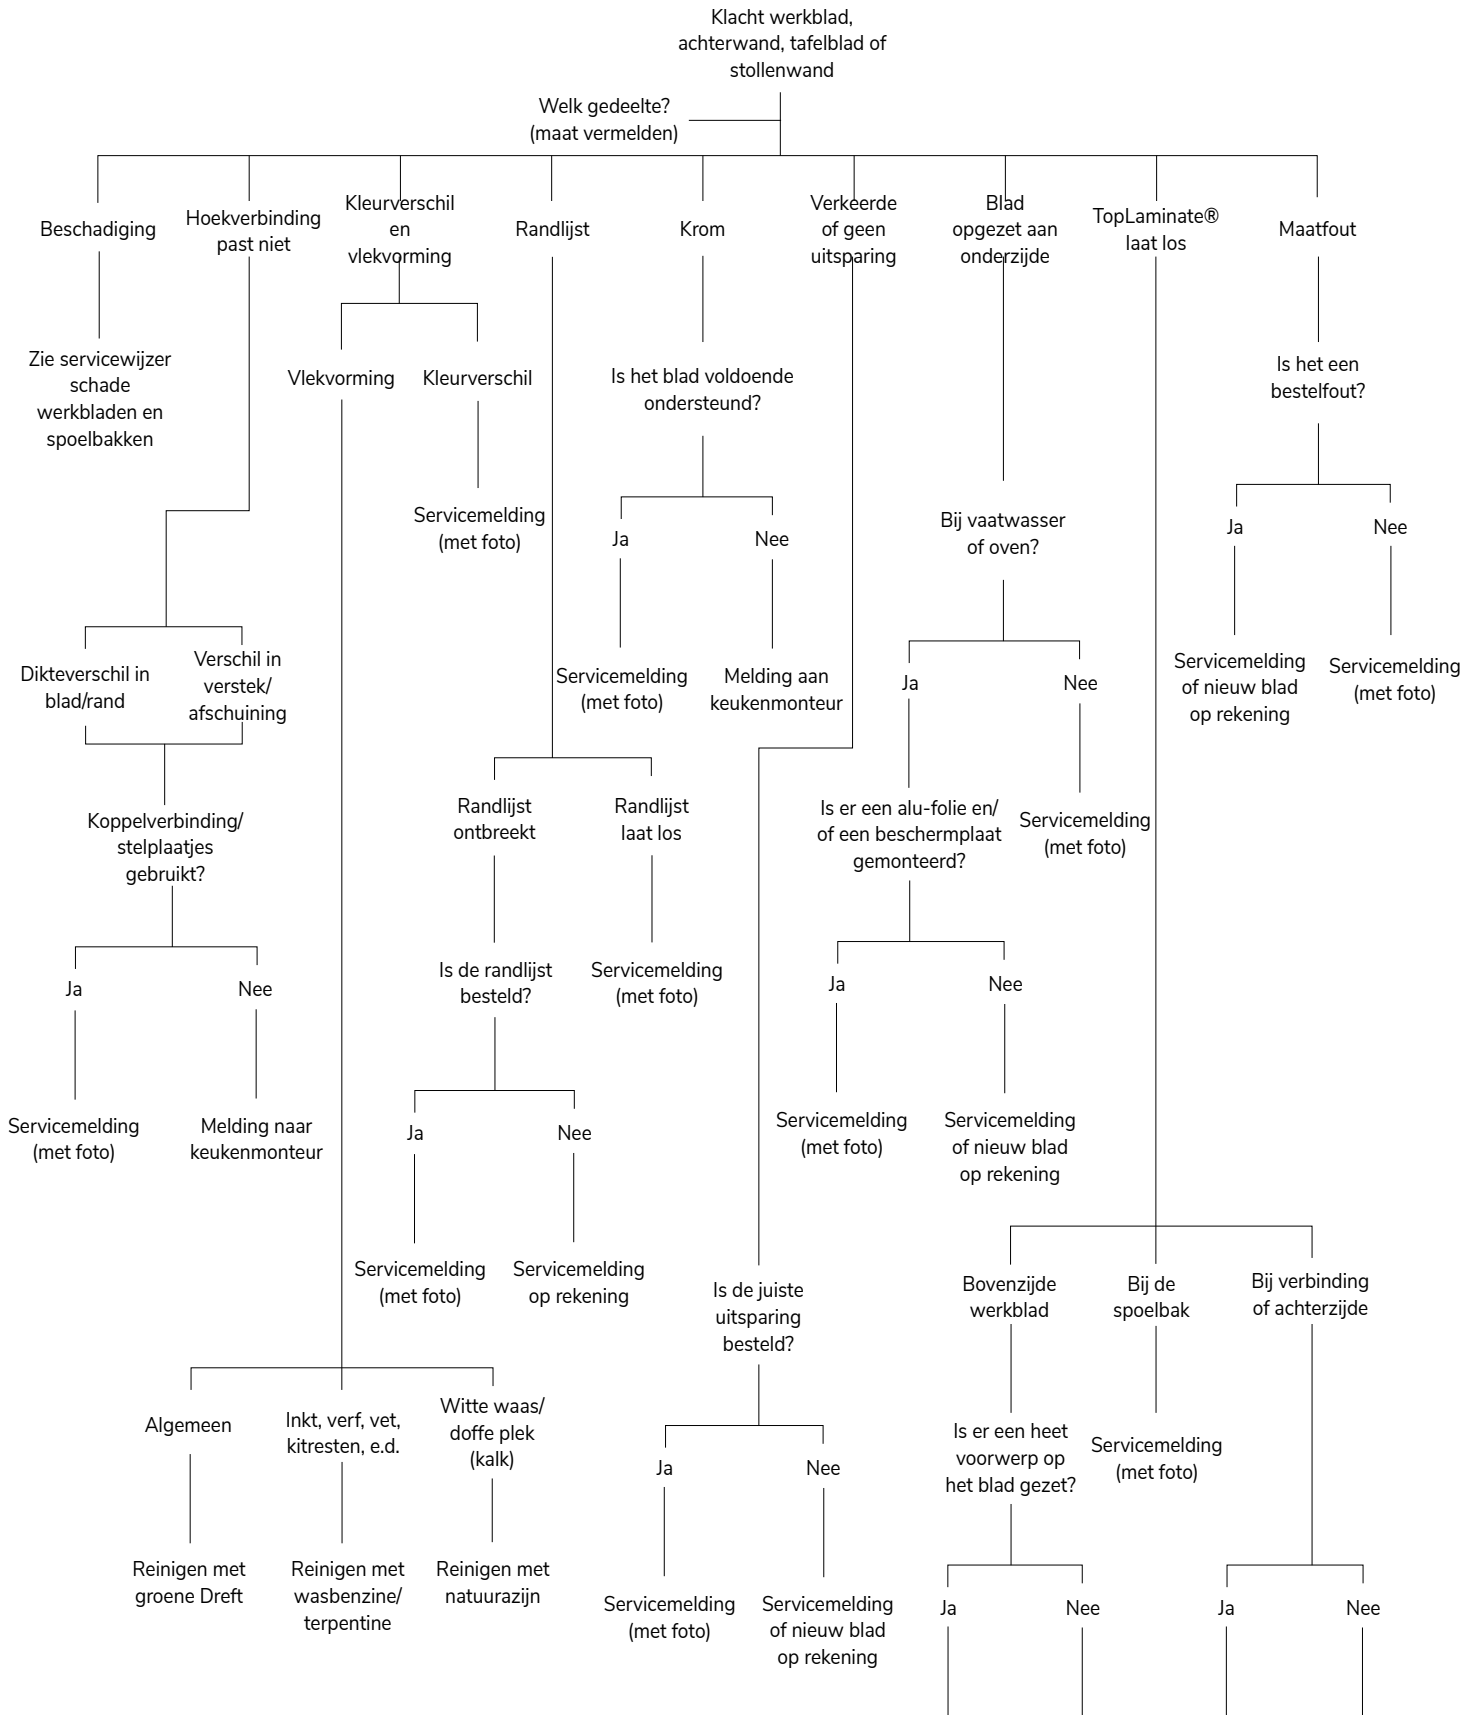 Klacht werkblad,
achterwand, tafelblad of
stollenwand
Welk gedeelte?
(maat vermelden)
Beschadiging
Hoekverbinding
past niet
Kleurverschil
en
vlekvorming
Randlijst
Krom
Verkeerde
of geen
uitsparing
Blad
opgezet aan
onderzijde
TopLaminate®
laat los
Maatfout
Zie servicewijzer
schade
werkbladen en
spoelbakken
Vlekvorming
Kleurverschil
Is het blad voldoende
ondersteund?
Is het een
bestelfout?
Servicemelding
(met foto)
Ja
Nee
Bij vaatwasser
of oven?
Ja
Nee
Dikteverschil in
blad/rand
Verschil in
verstek/
afschuining
Servicemelding
(met foto)
Melding aan
keukenmonteur
Ja
Nee
Servicemelding
of nieuw blad
op rekening
Servicemelding
(met foto)
Koppelverbinding/
stelplaatjes
gebruikt?
Randlijst
ontbreekt
Randlijst
laat los
Is er een alu-folie en/
of een beschermplaat
gemonteerd?
Servicemelding
(met foto)
Ja
Nee
Is de randlijst
besteld?
Servicemelding
(met foto)
Ja
Nee
Servicemelding
(met foto)
Melding naar
keukenmonteur
Ja
Nee
Servicemelding
(met foto)
Servicemelding
of nieuw blad
op rekening
Servicemelding
(met foto)
Servicemelding
op rekening
Is de juiste
uitsparing
besteld?
Bovenzijde
werkblad
Bij de
spoelbak
Bij verbinding
of achterzijde
Algemeen
Inkt, verf, vet,
kitresten, e.d.
Witte waas/
doffe plek
(kalk)
Ja
Nee
Is er een heet
voorwerp op
het blad gezet?
Servicemelding
(met foto)
Reinigen met
groene Dreft
Reinigen met
wasbenzine/
terpentine
Reinigen met
natuurazijn
Servicemelding
(met foto)
Servicemelding
of nieuw blad
op rekening
Ja
Nee
Ja
Nee